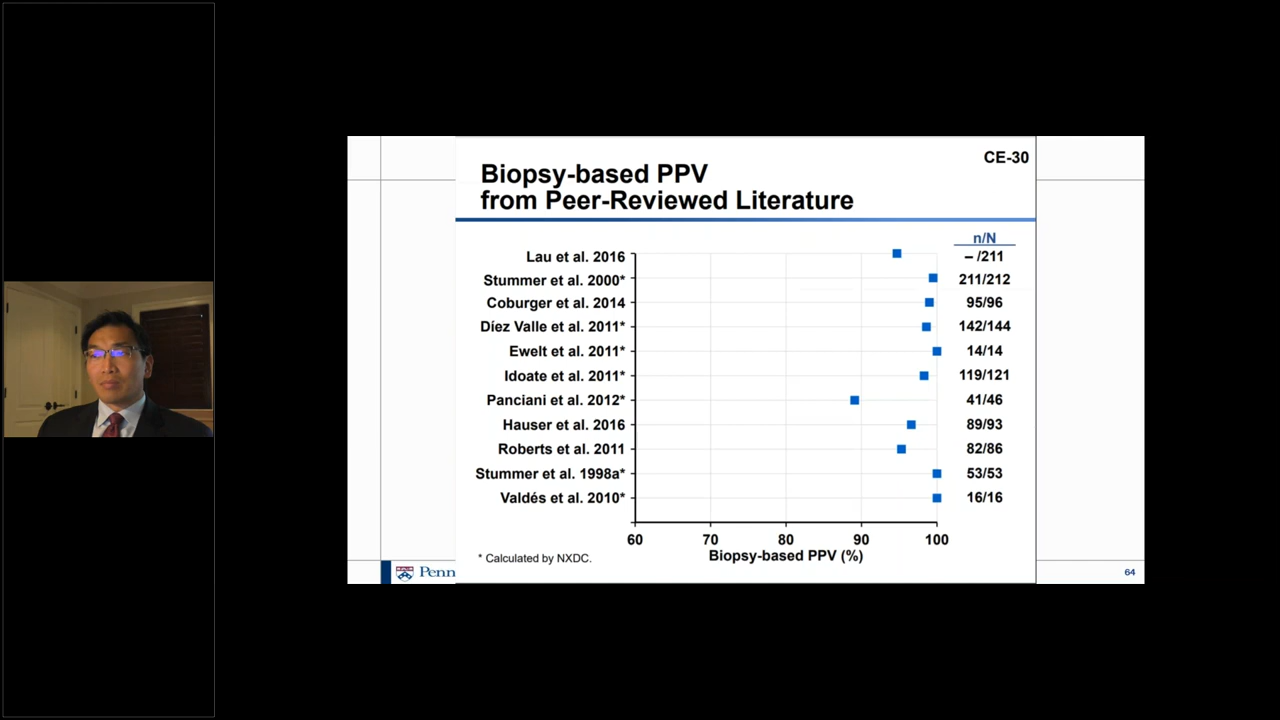 CE-30
Biopsy-based PPV
from Peer-Reviewed Literature
n/N
Lau et al. 2016 – /211
Stummer et al. 2000* 211/212
Coburger et al. 2014 95/96
Díez Valle et al. 2011* 142/144
Ewelt et al. 2011* 14/14
Idoate et al. 2011* 119/121
Panciani et al. 2012* 41/46
Hauser et al. 2016 89/93
Roberts et al. 2011 82/86
Stummer et al. 1998a* 53/53
Valdés et al. 2010* 16/16
60 70 80 90 100
Biopsy-based PPV (%)
* Calculated by NXDC.
Penn
64